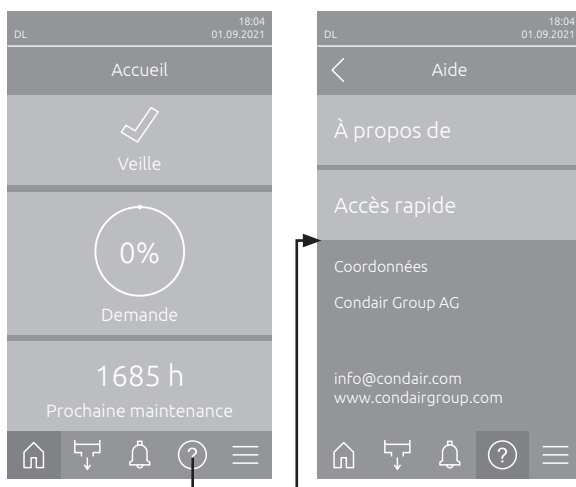 18:04
DL 01.09.2021
Accueil
Veille
0%
Demande
1685 h
Prochaine maintenance
?
18:04
DL 01.09.2021
Aide
À propos de
Accès rapide
Coordonnées
Condair Group AG
info@condair.com
www.condairgroup.com
?